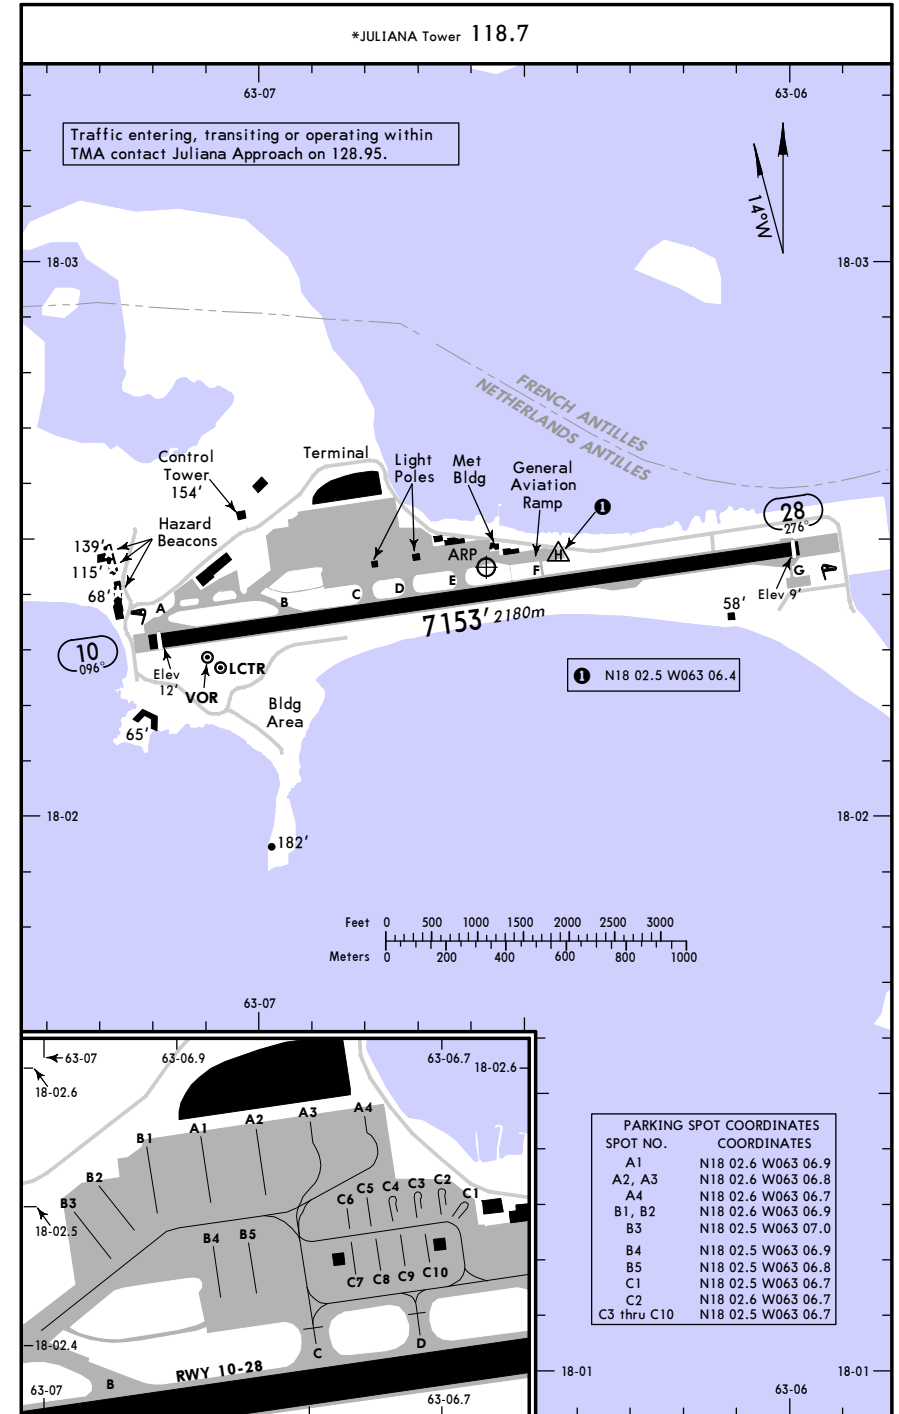 *JULIANA Tower 118.7
63-07
63-06
Traffic entering, transiting or operating within
TMA contact Juliana Approach on 128.95.
14°W
18-03
18-03
FRENCH ANTILLES
NETHERLANDS ANTILLES
Control
Tower
154'
Terminal
Light
Poles
Met
Bldg
General
Aviation
Ramp
1
28
276°
Hazard
Beacons
139'
115'
68'
ARP
H
A
B
C
D
E
F
G
Elev 9'
58'
7153' 2180m
10
096°
Elev
12'
VOR
LCTR
Bldg
Area
65'
1 N18 02.5 W063 06.4
18-02
18-02
182'
Feet 0 500 1000 1500 2000 2500 3000
Meters 0 200 400 600 800 1000
63-07
63-07
63-06.9
63-06.7
18-02.6
18-02.6
A1
A2
A3
A4
B1
B2
B3
C6
C5
C4
C3
C2
C1
18-02.5
B4
B5
C7
C8
C9
C10
18-02.4
C
D
RWY 10-28
B
63-07
63-06.7
PARKING SPOT COORDINATES
SPOT NO. COORDINATES
A1 N18 02.6 W063 06.9
A2, A3 N18 02.6 W063 06.8
A4 N18 02.6 W063 06.7
B1, B2 N18 02.6 W063 06.9
B3 N18 02.5 W063 07.0
B4 N18 02.5 W063 06.9
B5 N18 02.5 W063 06.8
C1 N18 02.5 W063 06.7
C2 N18 02.6 W063 06.7
C3 thru C10 N18 02.5 W063 06.7
18-01
18-01
63-06